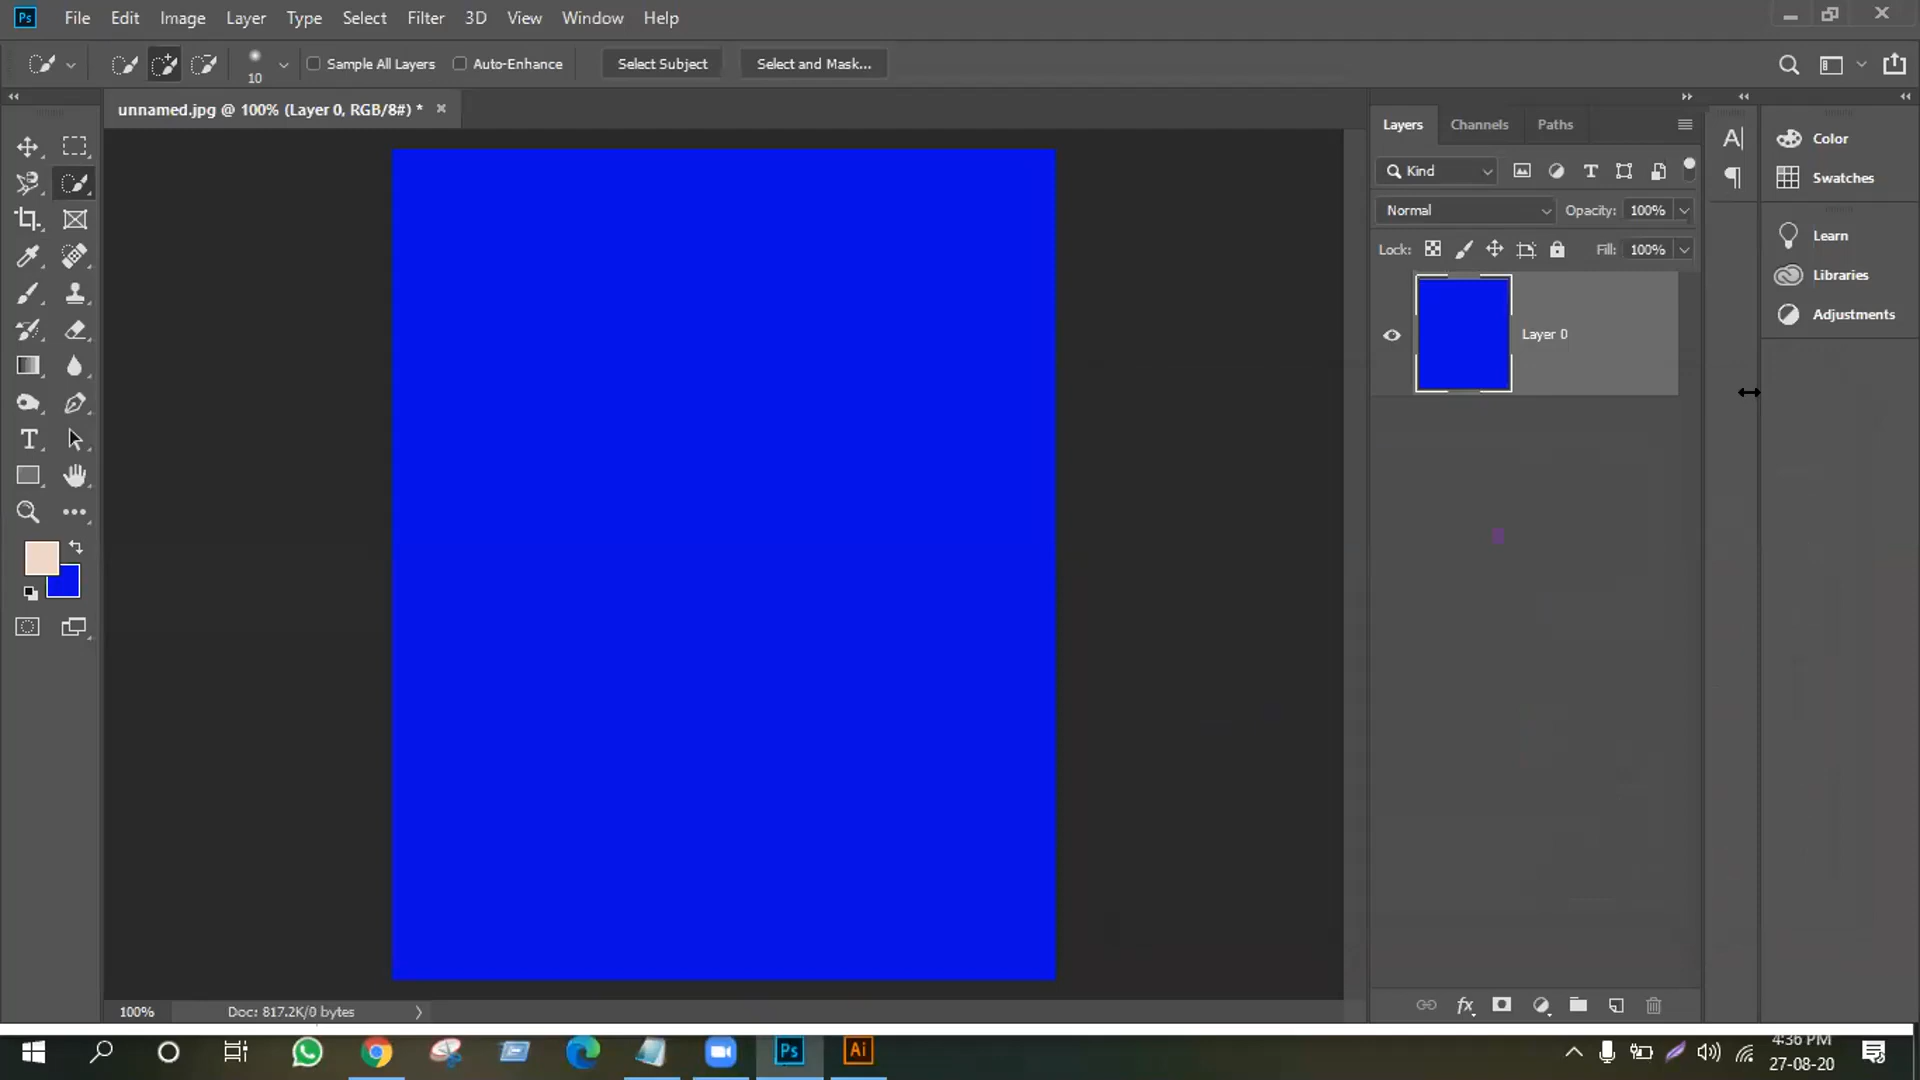 Ps File Edit Image Layer Type Select Filter 3D View Window Help
10 Sample All Layers Auto-Enhance Select Subject Select and Mask...
unnamed.jpg @ 100% (Layer 0, RGB/8#) * ×
Layers Channels Paths
Kind
Normal Opacity: 100%
Lock: Fill: 100%
Layer 0
Color
Swatches
Learn
Libraries
Adjustments
100% Doc: 817.2K/0 bytes
Ps Ai
4:36 PM
27-08-20